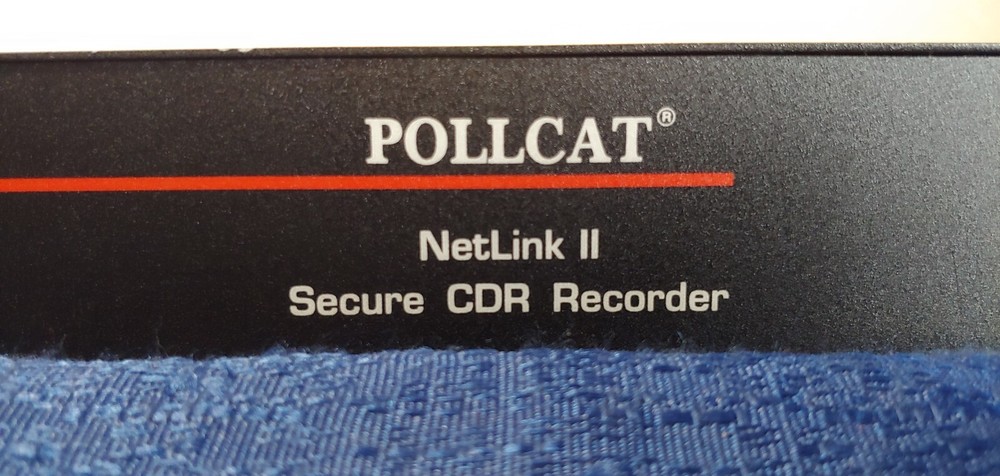 POLLCAT®
NetLink II
Secure CDR Recorder